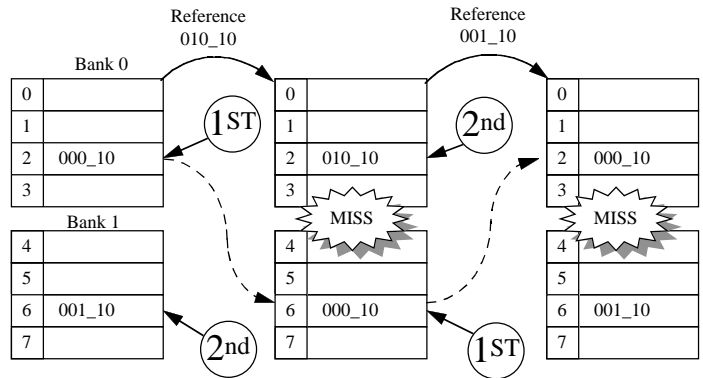 Reference
010_10
Reference
001_10
Bank 0
0
1
2 000_10
3
1ST
Bank 1
4
5
6 001_10
7
2nd
0
1
2 010_10
3
2nd
MISS
4
5
6 000_10
7
1ST
0
1
2 000_10
3
MISS
4
5
6 001_10
7